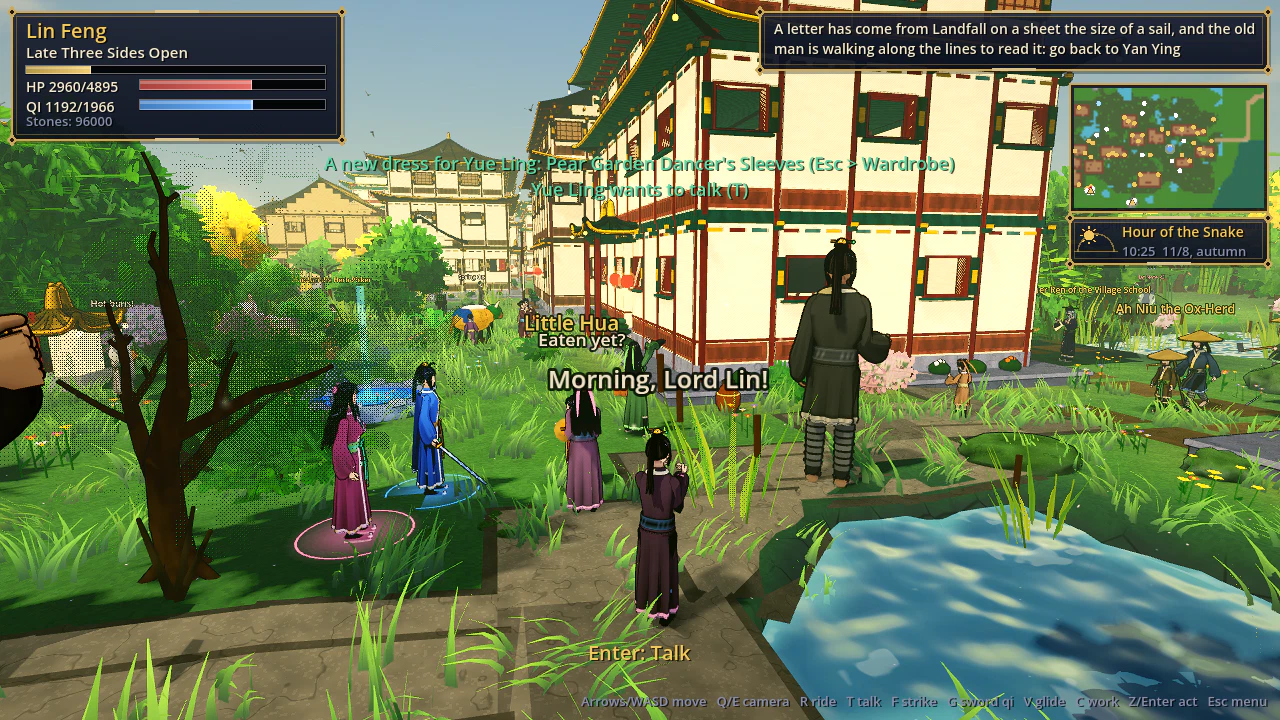 Lin Feng
Late Three Sides Open
HP 2960/4895
QI 1192/1966
Stones: 96000
A letter has come from Landfall on a sheet the size of a sail, and the old
man is walking along the lines to read it: go back to Yan Ying
A new dress for Yue Ling: Pear Garden Dancer's Sleeves (Esc > Wardrobe)
Yue Ling wants to talk (T)
Hour of the Snake
10:25 11/8, autumn
Ren of the Village School
Ah Niu the Ox-Herd
Little Hua
Eaten yet?
Morning, Lord Lin!
Enter: Talk
Arrows/WASD move Q/E camera R ride T talk F strike G sword qi V glide C work Z/Enter act Esc menu